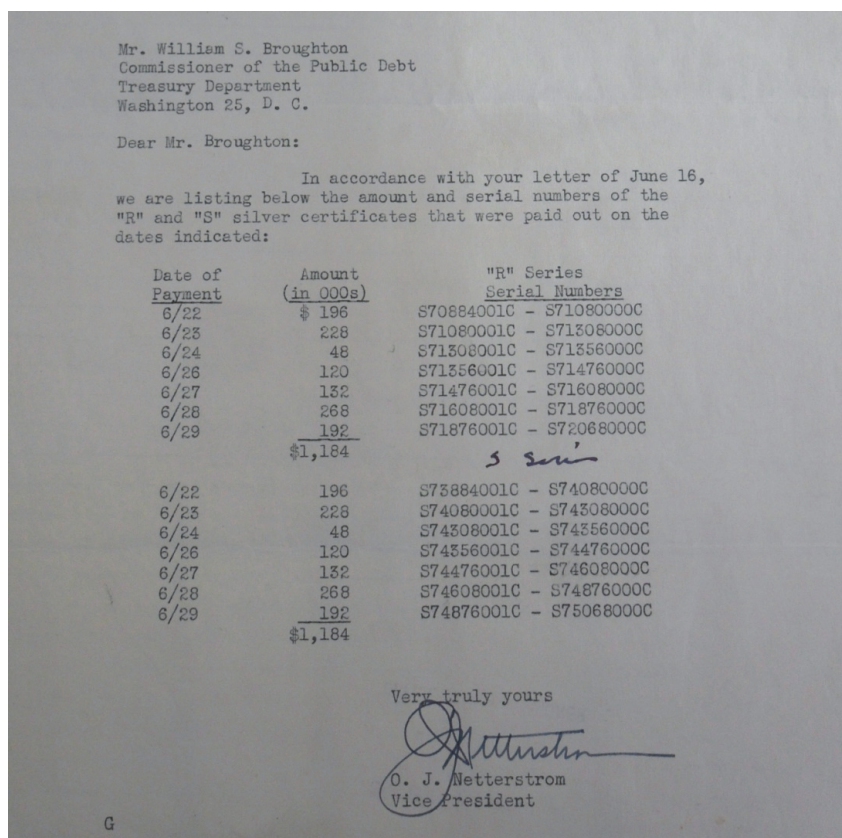 Mr. William S. Broughton
Commissioner of the Public Debt
Treasury Department
Washington 25, D. C.
Dear Mr. Broughton:
In accordance with your letter of June 16,
we are listing below the amount and serial numbers of the
"R" and "S" silver certificates that were paid out on the
dates indicated:
Date of Amount "R" Series
Payment (in 000s) Serial Numbers
6/22 $ 196 S70884001C - S71080000C
6/23 228 S71080001C - S71308000C
6/24 48 S71308001C - S71356000C
6/26 120 S71356001C - S71476000C
6/27 132 S71476001C - S71608000C
6/28 268 S71608001C - S71876000C
6/29 192 S71876001C - S72068000C
$1,184 S Series
6/22 196 S73884001C - S74080000C
6/23 228 S74080001C - S74308000C
6/24 48 S74308001C - S74356000C
6/26 120 S74356001C - S74476000C
6/27 132 S74476001C - S74608000C
6/28 268 S74608001C - S74876000C
6/29 192 S74876001C - S75068000C
$1,184
Very truly yours
O J Netterstrom
O. J. Netterstrom
Vice President
G